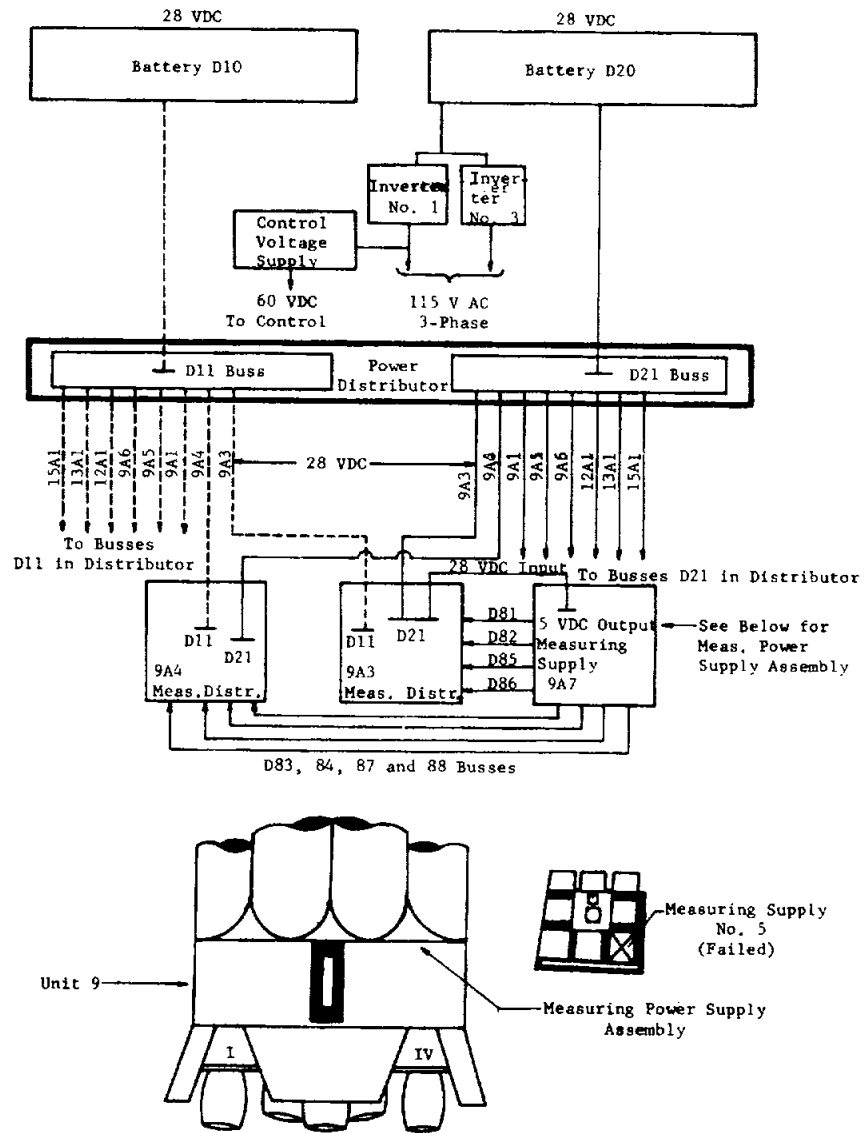 28 VDC
28 VDC
Battery D10
Battery D20
Inverter
No. 1
Inver-
ter
No. 3
Control
Voltage
Supply
60 VDC
To Control
115 V AC
3-Phase
D11 Buss
Power
Distributor
D21 Buss
15A1
13A1
12A1
9A6
9A5
9A1
9A4
9A3
28 VDC
9A3
9A4
9A1
9A5
9A6
12A1
13A1
15A1
To Busses
D11 in Distributor
28 VDC Input
To Busses D21 in Distributor
D11
D21
9A4
Meas.Distr.
D11
D21
9A3
Meas. Distr.
D81
D82
D85
D86
5 VDC Output
Measuring
Supply
9A7
See Below for
Meas. Power
Supply Assembly
D83, 84, 87 and 88 Busses
Measuring Supply
No. 5
(Failed)
Unit 9
Measuring Power Supply
Assembly
I
IV